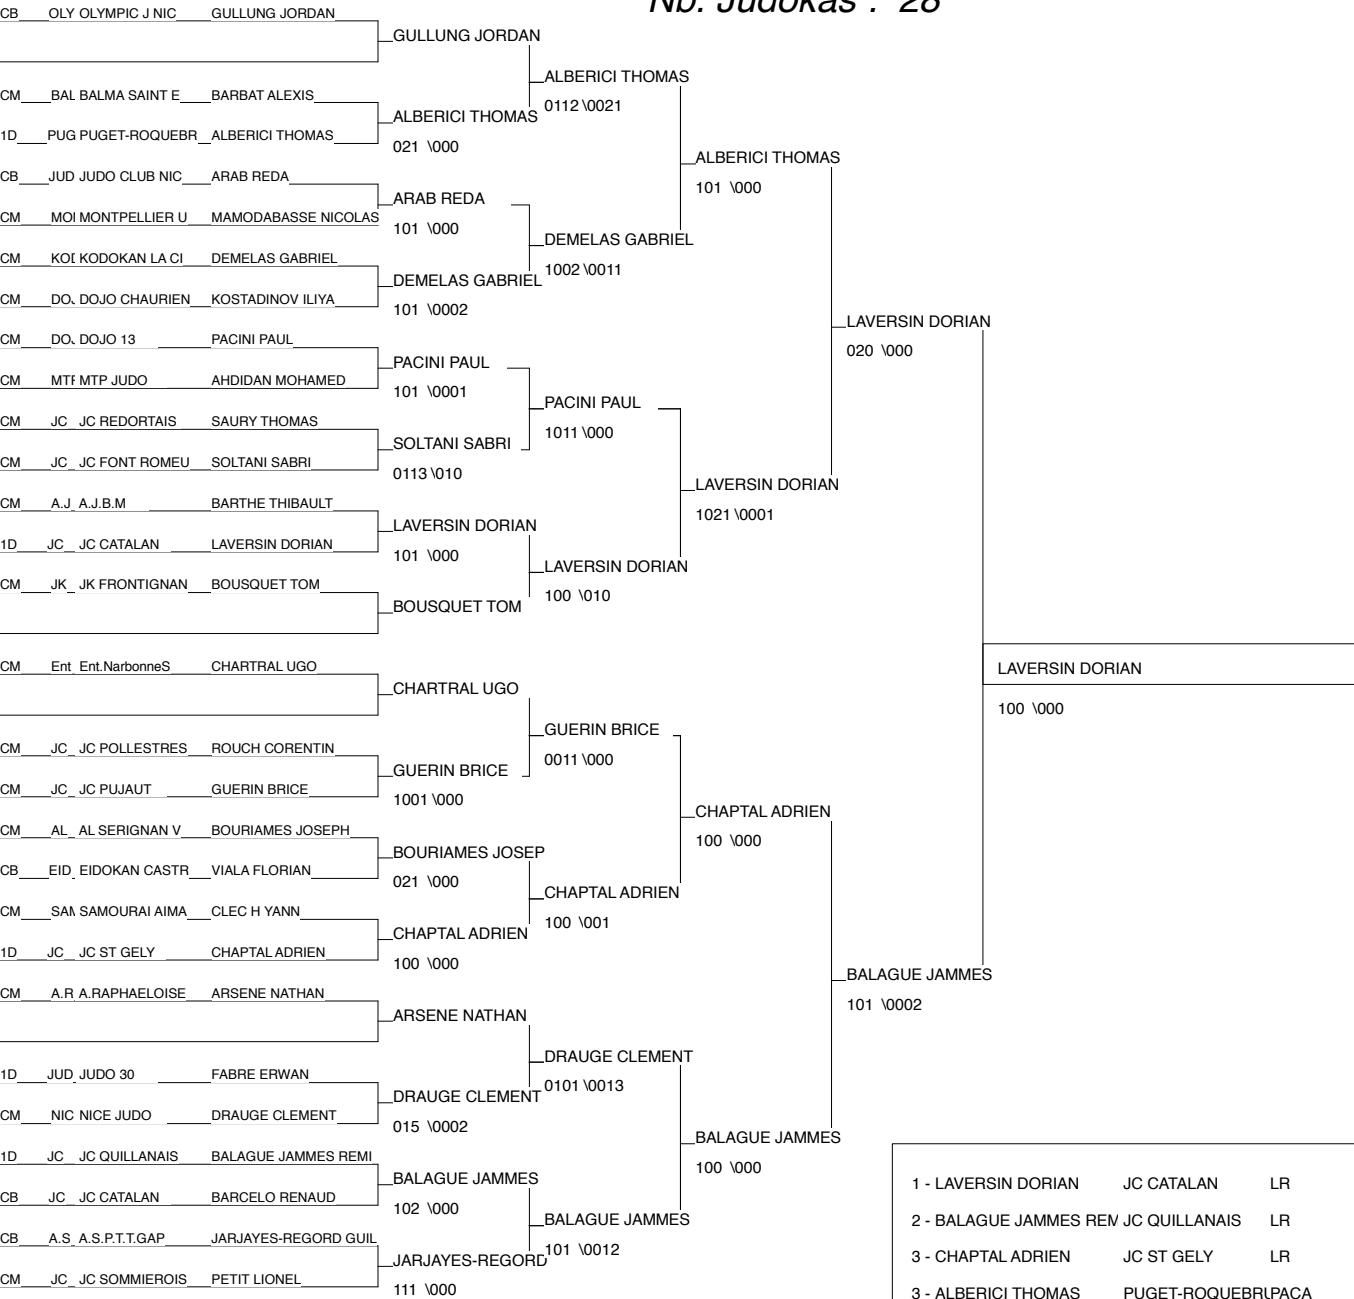 Nb. Judokas : 28
CB OLY OLYMPIC J NIC GULLUNG JORDAN
GULLUNG JORDAN
ALBERICI THOMAS
0112 \0021
CM BAL BALMA SAINT E BARBAT ALEXIS
ALBERICI THOMAS
021 \000
1D PUG PUGET-ROQUEBR ALBERICI THOMAS
ALBERICI THOMAS
101 \000
CB JUD JUDO CLUB NIC ARAB REDA
ARAB REDA
101 \000
CM MONTPELLIER U MAMODABASSE NICOLAS
DEMELAS GABRIEL
1002 \0011
CM KODOKAN LA CI DEMELAS GABRIEL
DEMELAS GABRIEL
101 \0002
CM DOJO CHAURIEN KOSTADINOV ILIYA
LAVERSIN DORIAN
020 \000
CM DOJO 13 PACINI PAUL
PACINI PAUL
101 \0001
CM MTP JUDO AHDIDAN MOHAMED
PACINI PAUL
1011 \000
CM JC JC REDORTAIS SAURY THOMAS
SOLTANI SABRI
0113 \010
CM JC JC FONT ROMEU SOLTANI SABRI
LAVERSIN DORIAN
1021 \0001
CM A.J A.J.B.M BARTHE THIBAULT
LAVERSIN DORIAN
101 \000
1D JC JC CATALAN LAVERSIN DORIAN
LAVERSIN DORIAN
100 \010
CM JK JK FRONTIGNAN BOUSQUET TOM
BOUSQUET TOM
LAVERSIN DORIAN
100 \000
CM Ent Ent.NarbonneS CHARTRAL UGO
CHARTRAL UGO
GUERIN BRICE
0011 \000
CM JC JC POLLESTRES ROUCH CORENTIN
GUERIN BRICE
1001 \000
CM JC JC PUJAUT GUERIN BRICE
CHAPTAL ADRIEN
100 \000
CM AL AL SERIGNAN V BOURIAMES JOSEPH
BOURIAMES JOSEP
021 \000
CB EID EIDOKAN CASTR VIALA FLORIAN
CHAPTAL ADRIEN
100 \001
CM SAMOURAI AIMA CLEC H YANN
CHAPTAL ADRIEN
100 \000
1D JC JC ST GELY CHAPTAL ADRIEN
BALAGUE JAMMES
101 \0002
CM A.R A.RAPHAELOISE ARSENE NATHAN
ARSENE NATHAN
DRAUGE CLEMENT
0101 \0013
1D JUD JUDO 30 FABRE ERWAN
DRAUGE CLEMENT
015 \0002
CM NIC NICE JUDO DRAUGE CLEMENT
BALAGUE JAMMES
100 \000
1D JC JC QUILLANAIS BALAGUE JAMMES REMI
BALAGUE JAMMES
102 \000
CB JC JC CATALAN BARCELO RENAUD
BALAGUE JAMMES
101 \0012
CB A.S A.S.P.T.T.GAP JARJAYES-REGORD GUIL
JARJAYES-REGORD
111 \000
CM JC JC SOMMIEROIS PETIT LIONEL
1 - LAVERSIN DORIAN JC CATALAN LR
2 - BALAGUE JAMMES REM JC QUILLANAIS LR
3 - CHAPTAL ADRIEN JC ST GELY LR
3 - ALBERICI THOMAS PUGET-ROQUEBRU PACA